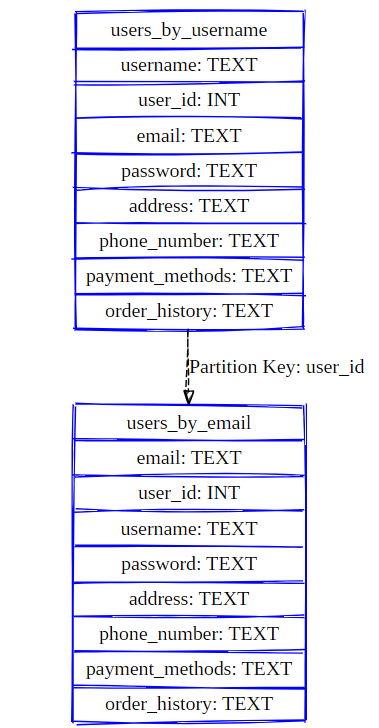 users_by_username
username: TEXT
user_id: INT
email: TEXT
password: TEXT
address: TEXT
phone_number: TEXT
payment_methods: TEXT
order_history: TEXT
Partition Key: user_id
users_by_email
email: TEXT
user_id: INT
username: TEXT
password: TEXT
address: TEXT
phone_number: TEXT
payment_methods: TEXT
order_history: TEXT